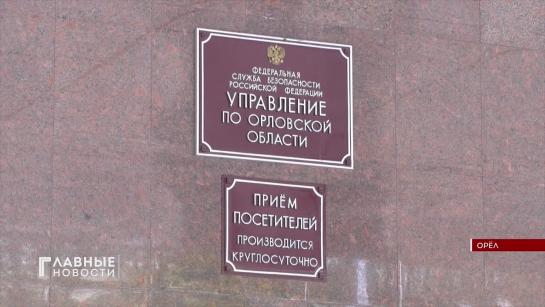 ФЕДЕРАЛЬНАЯ
СЛУЖБА БЕЗОПАСНОСТИ
РОССИЙСКОЙ ФЕДЕРАЦИИ
УПРАВЛЕНИЕ
ПО ОРЛОВСКОЙ
ОБЛАСТИ
ПРИЁМ
ПОСЕТИТЕЛЕЙ
ПРОИЗВОДИТСЯ
КРУГЛОСУТОЧНО
ОРЁЛ
ГЛАВНЫЕ
НОВОСТИ